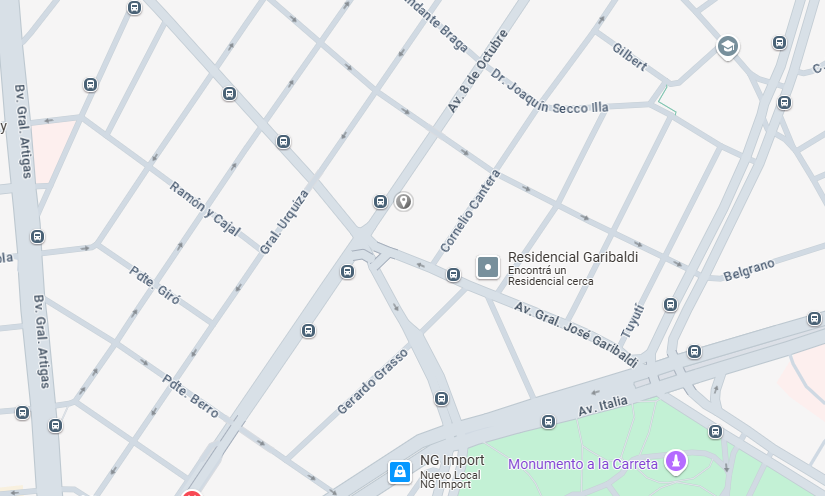 ndante Braga
Gilbert
Av. 8 de Octubre
Dr. Joaquín Secco Illa
Bv. Gral. Artigas
y
Ramón y Cajal
Gral. Urquiza
Cornelio Cantera
Residencial Garibaldi
Encontrá un
Residencial cerca
Belgrano
Pdte. Giró
Bv. Gral. Artigas
Av. Gral. José Garibaldi
Tuyutí
Gerardo Grasso
Pdte. Berro
Av. Italia
NG Import
Nuevo Local
NG Import
Monumento a la Carreta